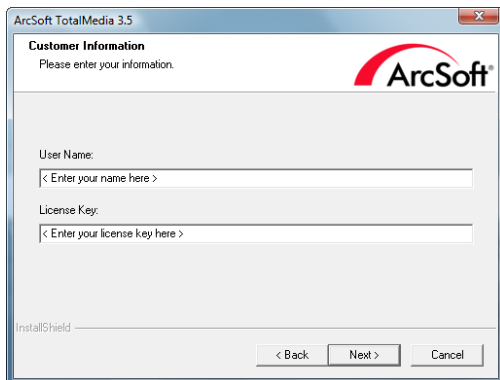 ArcSoft TotalMedia 3.5
Customer Information
Please enter your information.
ArcSoft®
User Name:
< Enter your name here >
License Key:
< Enter your license key here >
InstallShield
< Back
Next >
Cancel